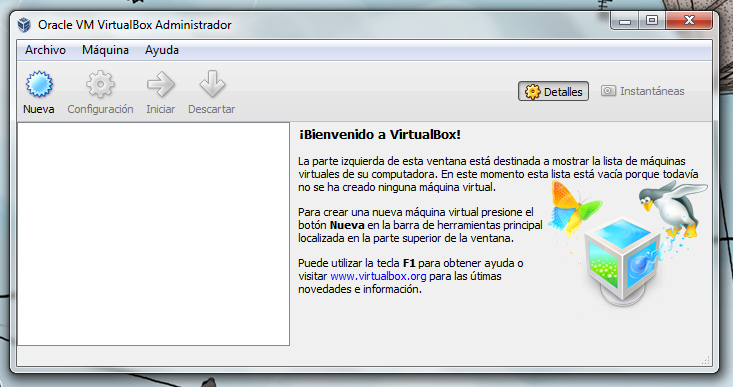 Oracle VM VirtualBox Administrador
Archivo Máquina Ayuda
Nueva Configuración Iniciar Descartar
Detalles Instantáneas
¡Bienvenido a VirtualBox!
La parte izquierda de esta ventana está destinada a mostrar la lista de máquinas
virtuales de su computadora. En este momento esta lista está vacía porque todavía
no se ha creado ninguna máquina virtual.
Para crear una nueva máquina virtual presione el
botón Nueva en la barra de herramientas principal
localizada en la parte superior de la ventana.
Puede utilizar la tecla F1 para obtener ayuda o
visitar www.virtualbox.org para las útimas
novedades e información.